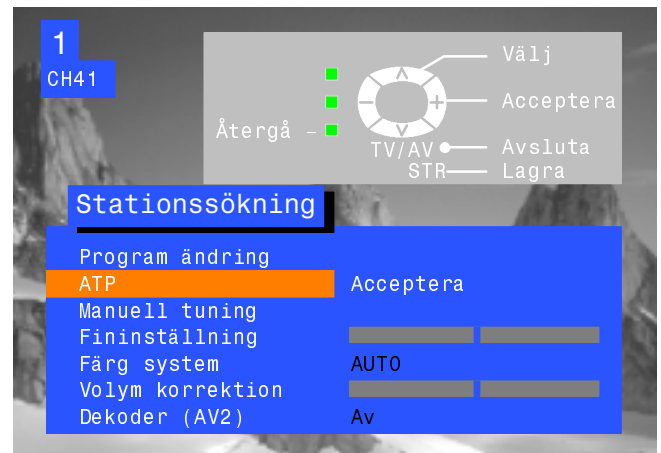 1
CH41
Välj
Acceptera
Återgå –
TV/AV
Avsluta
STR
Lagra
Stationssökning
Program ändring
ATP Acceptera
Manuell tuning
Fininställning
Färg system AUTO
Volym korrektion
Dekoder (AV2) Av